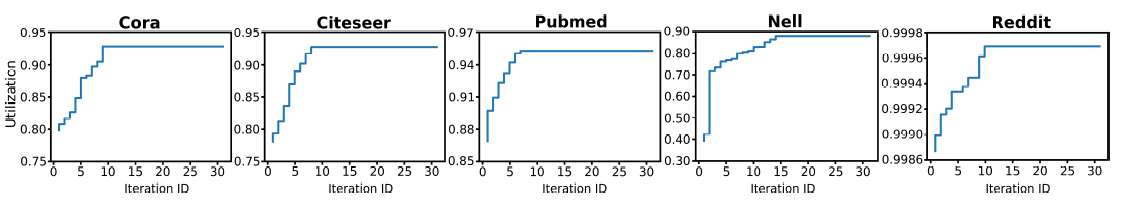 Cora
Citeseer
Pubmed
Nell
Reddit
Utilization
0.95
0.90
0.85
0.80
0.75
0 5 10 15 20 25 30
Iteration ID
0.95
0.90
0.85
0.80
0.75
0 5 10 15 20 25 30
Iteration ID
0.97
0.94
0.91
0.88
0.85
0 5 10 15 20 25 30
Iteration ID
0.90
0.80
0.70
0.60
0.50
0.40
0.30
0 5 10 15 20 25 30
Iteration ID
0.9998
0.9996
0.9994
0.9992
0.9990
0.9986
0 5 10 15 20 25 30
Iteration ID